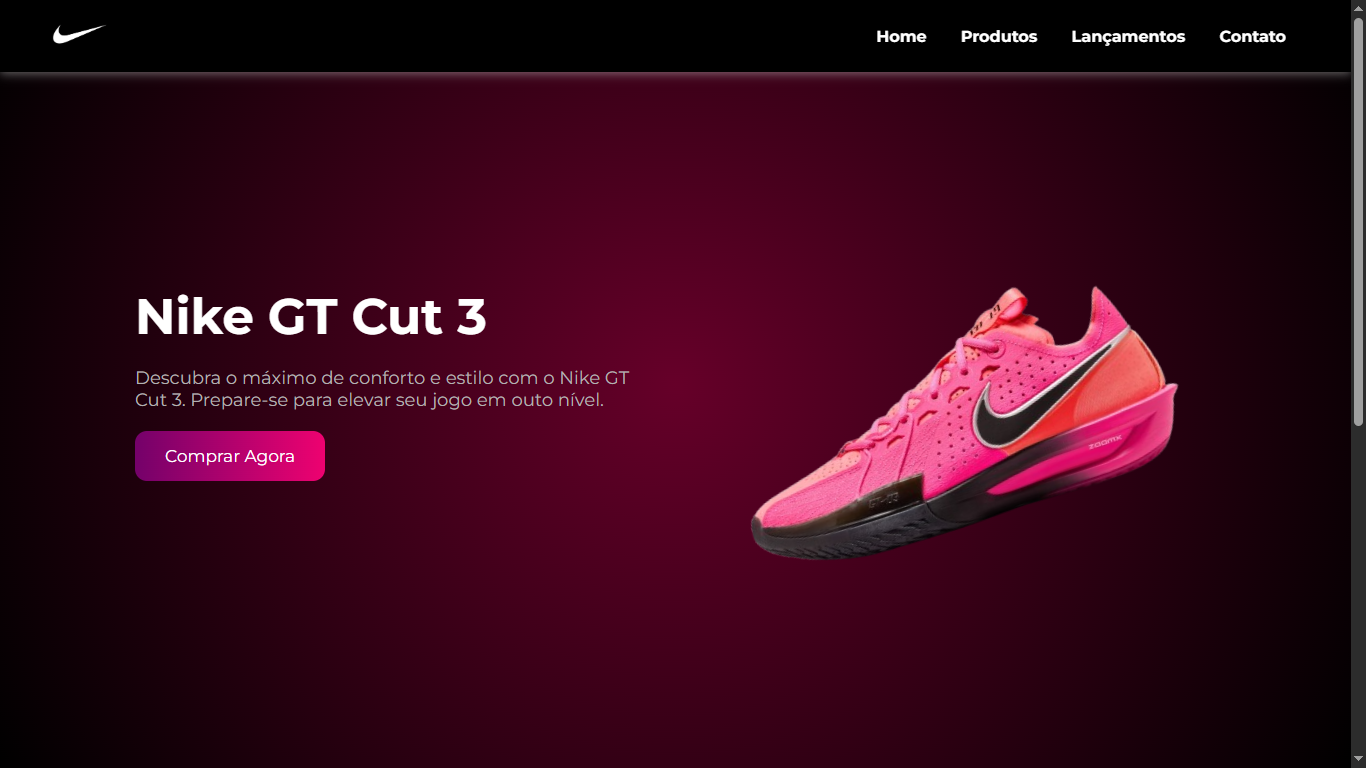 Home Produtos Lançamentos Contato
Nike GT Cut 3
Descubra o máximo de conforto e estilo com o Nike GT
Cut 3. Prepare-se para elevar seu jogo em outo nível.
Comprar Agora
ZOOMX